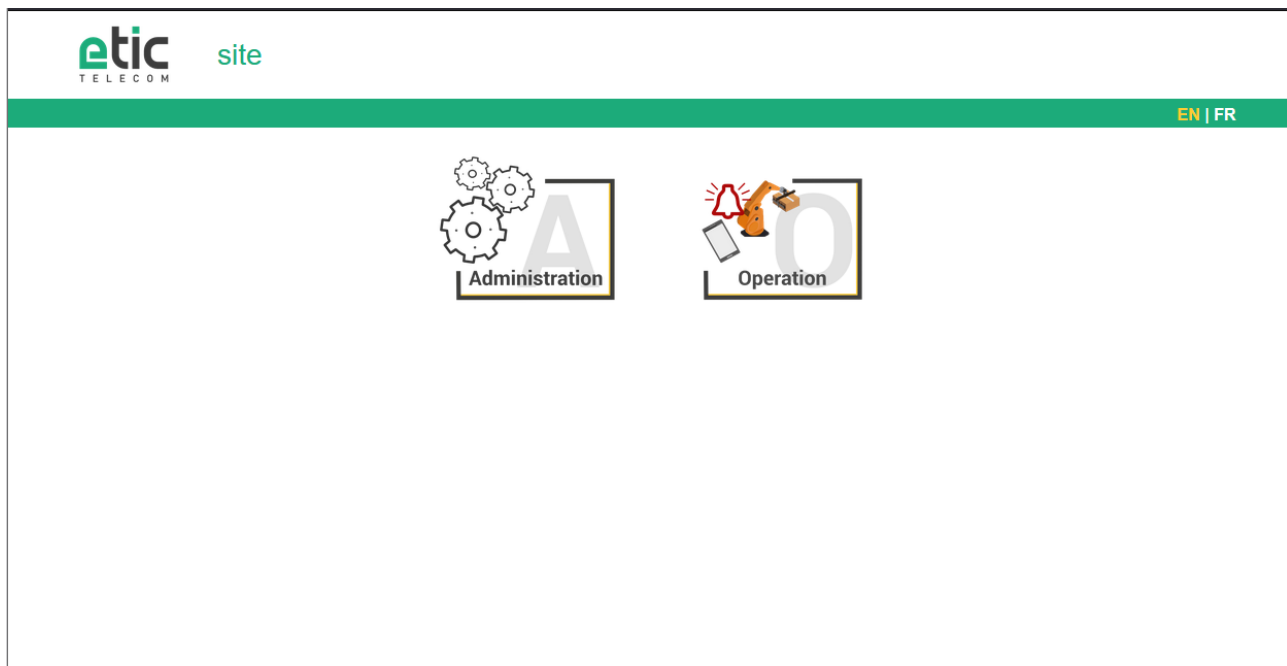 etic
TELECOM
site
EN | FR
A
Administration
O
Operation